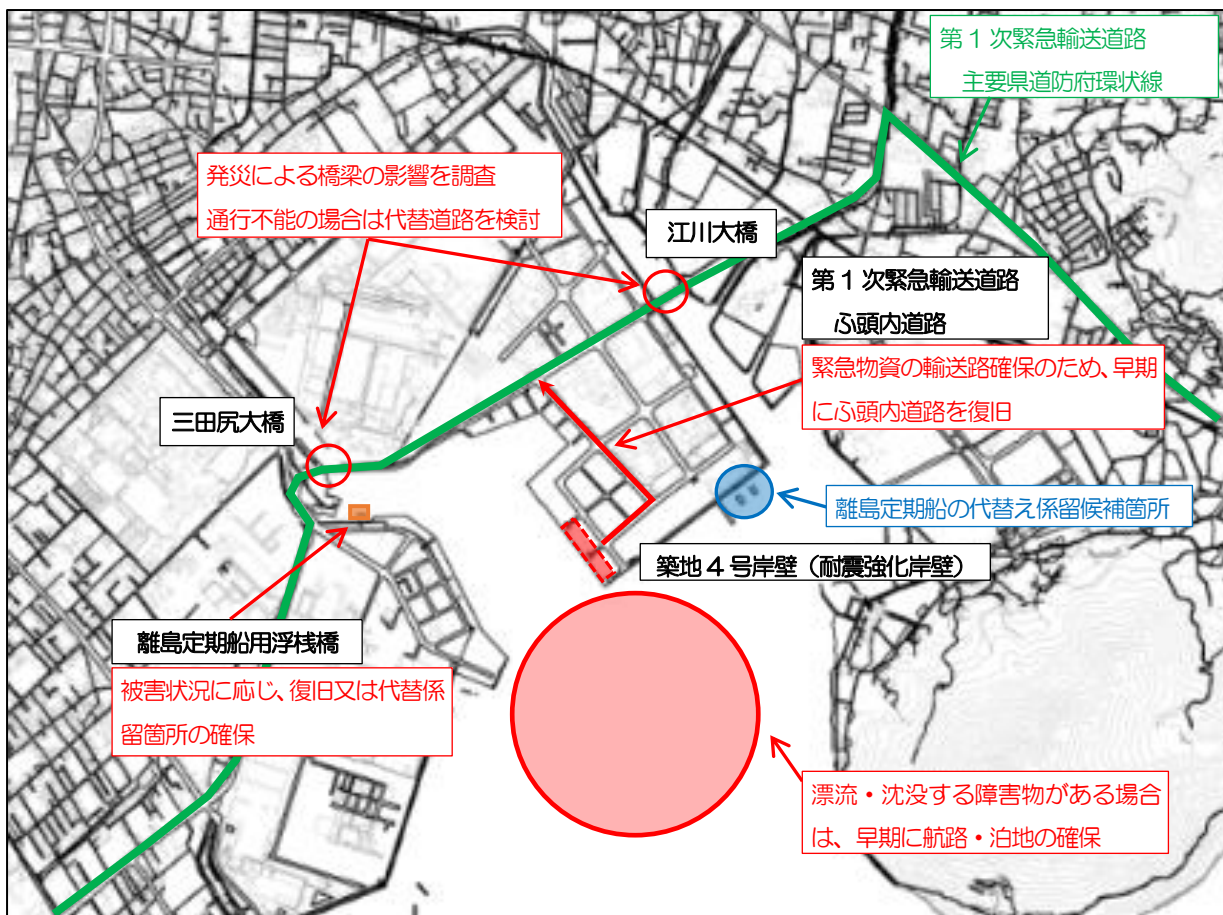 第1次緊急輸送道路
主要県道防府環状線
発災による橋梁の影響を調査
通行不能の場合は代替道路を検討
江川大橋
第1次緊急輸送道路
ふ頭内道路
緊急物資の輸送路確保のため、早期
にふ頭内道路を復旧
三田尻大橋
離島定期船の代替え係留候補箇所
築地4号岸壁（耐震強化岸壁）
離島定期船用浮桟橋
被害状況に応じ、復旧又は代替係
留箇所の確保
漂流・沈没する障害物がある場合
は、早期に航路・泊地の確保